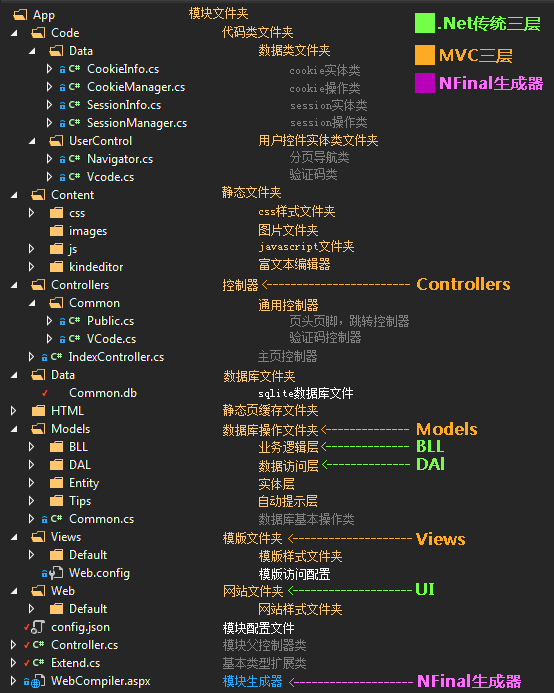 App 模块文件夹 .Net传统三层
Code 代码类文件夹
Data 数据类文件夹 MVC三层
CookieInfo.cs cookie实体类
CookieManager.cs cookie操作类 NFinal生成器
SessionInfo.cs session实体类
SessionManager.cs session操作类
UserControl 用户控件实体类文件夹
Navigator.cs 分页导航类
Vcode.cs 验证码类
Content 静态文件夹
css css样式文件夹
images 图片文件夹
js javascript文件夹
kindeditor 富文本编辑器
Controllers 控制器 Controllers
Common 通用控制器
Public.cs 页头页脚，跳转控制器
VCode.cs 验证码控制器
IndexController.cs 主页控制器
Data 数据库文件夹
Common.db sqlite数据库文件
HTML 静态页缓存文件夹
Models 数据库操作文件夹 Models
BLL 业务逻辑层 BLL
DAL 数据访问层 DAl
Entity 实体层
Tips 自动提示层
Common.cs 数据库基本操作类
Views 模版文件夹 Views
Default 模版样式文件夹
Web.config 模版访问配置
Web 网站文件夹 UI
Default 网站样式文件夹
config.json 模块配置文件
Controller.cs 模块父控制器类
Extend.cs 基本类型扩展类
WebCompiler.aspx 模块生成器 NFinal生成器